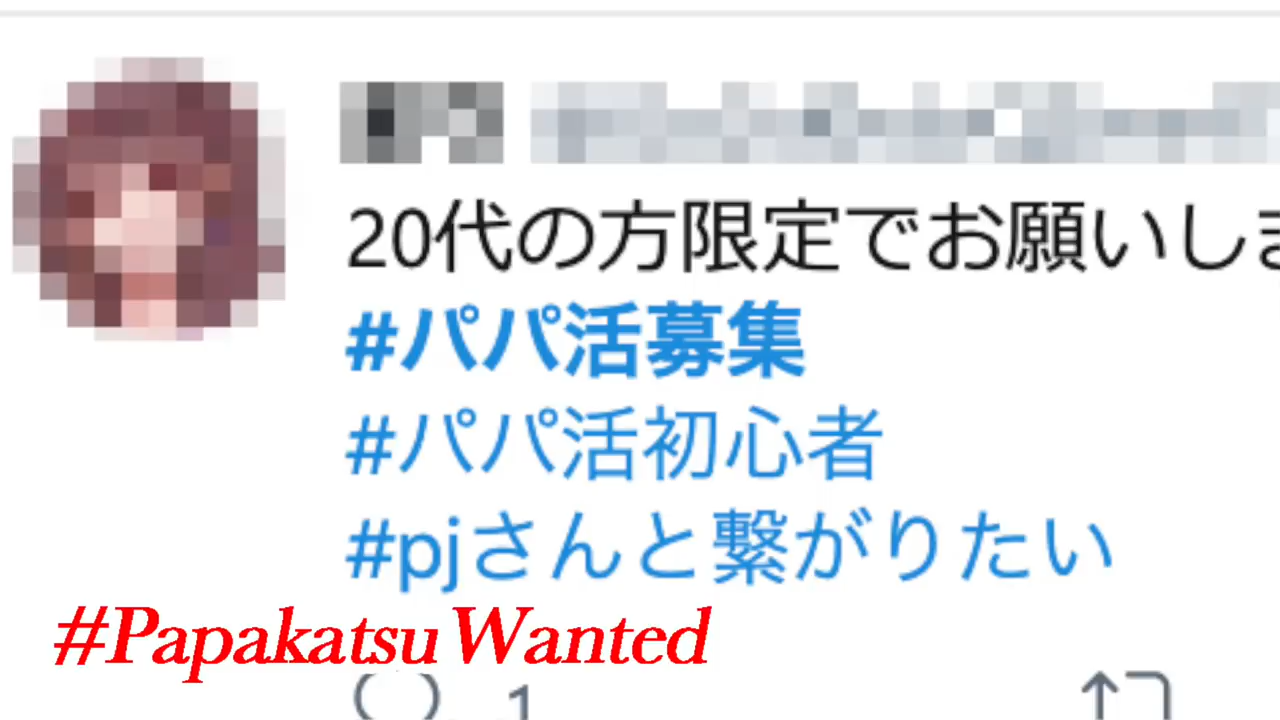 20代の方限定でお願いしま
#パパ活募集
#パパ活初心者
#pjさんと繋がりたい
#Papakatsu Wanted
1